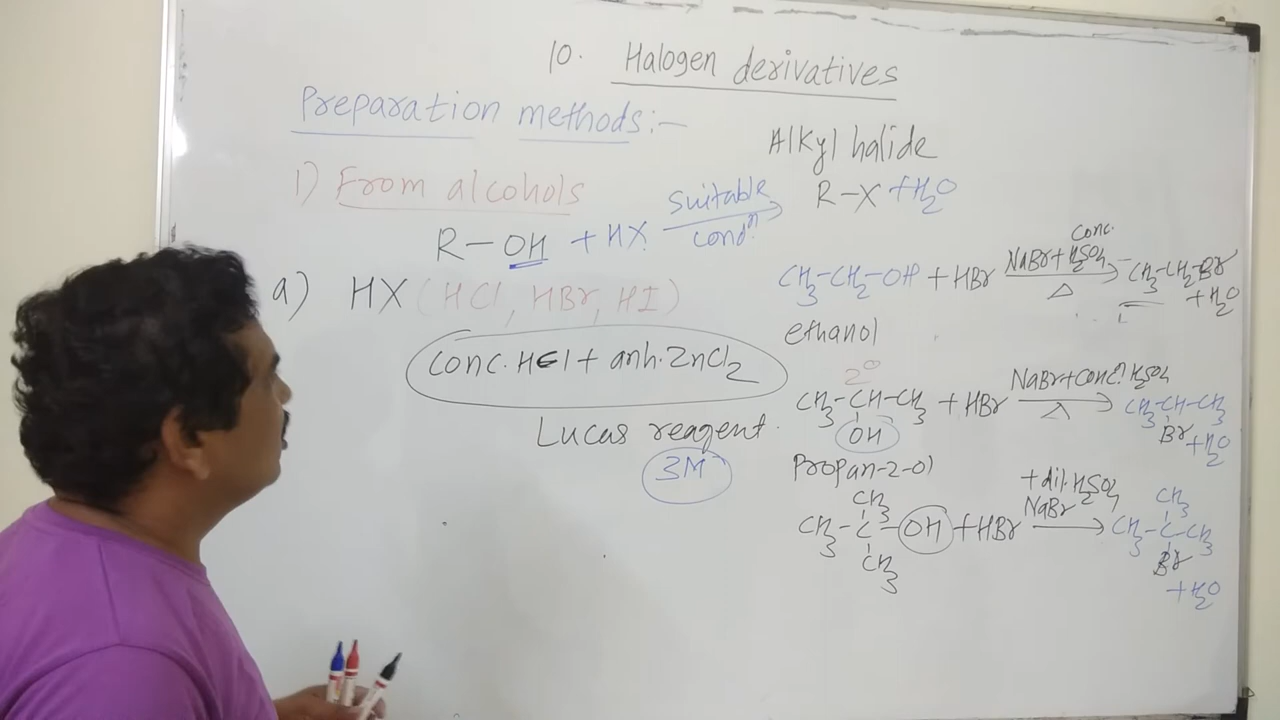 10. Halogen derivatives
Preparation methods:-
1) From alcohols
R-OH + HX suitable condⁿ. → Alkyl halide R-X + H₂O
a) HX (HCl, HBr, HI)
conc. HCl + anh. ZnCl₂
Lucas reagent.
3M
CH₃-CH₂-OH + HBr NaBr + conc. H₂SO₄ △ → CH₃-CH₂-Br + H₂O
ethanol
2°
CH₃-CH-CH₃ + HBr NaBr + conc. H₂SO₄ △ → CH₃-CH-CH₃
OH Br + H₂O
Propan-2-ol
CH₃ + dil. H₂SO₄ CH₃
CH₃-C-OH + HBr NaBr → CH₃-C-CH₃
CH₃ Br
+ H₂O